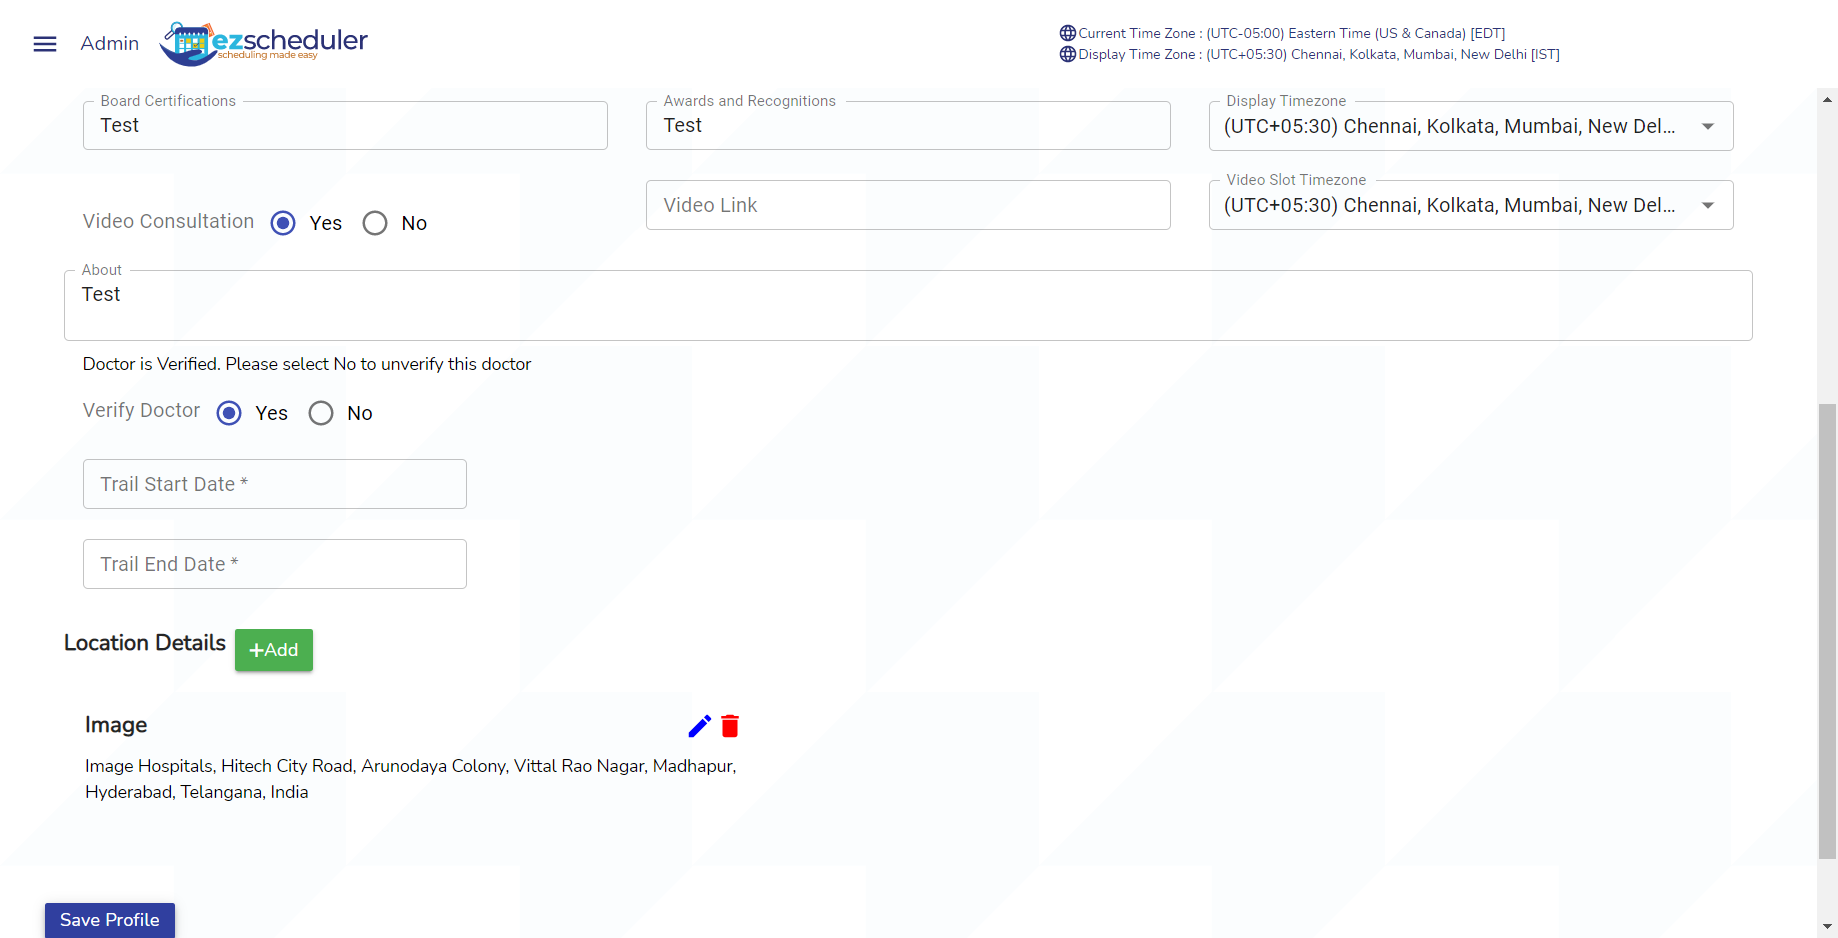 Admin
ezscheduler
scheduling made easy
Current Time Zone : (UTC-05:00) Eastern Time (US & Canada) [EDT]
Display Time Zone : (UTC+05:30) Chennai, Kolkata, Mumbai, New Delhi [IST]
Board Certifications
Test
Awards and Recognitions
Test
Display Timezone
(UTC+05:30) Chennai, Kolkata, Mumbai, New Del...
Video Consultation
Yes
No
Video Link
Video Slot Timezone
(UTC+05:30) Chennai, Kolkata, Mumbai, New Del...
About
Test
Doctor is Verified. Please select No to unverify this doctor
Verify Doctor
Yes
No
Trail Start Date *
Trail End Date *
Location Details
+Add
Image
Image Hospitals, Hitech City Road, Arunodaya Colony, Vittal Rao Nagar, Madhapur,
Hyderabad, Telangana, India
Save Profile